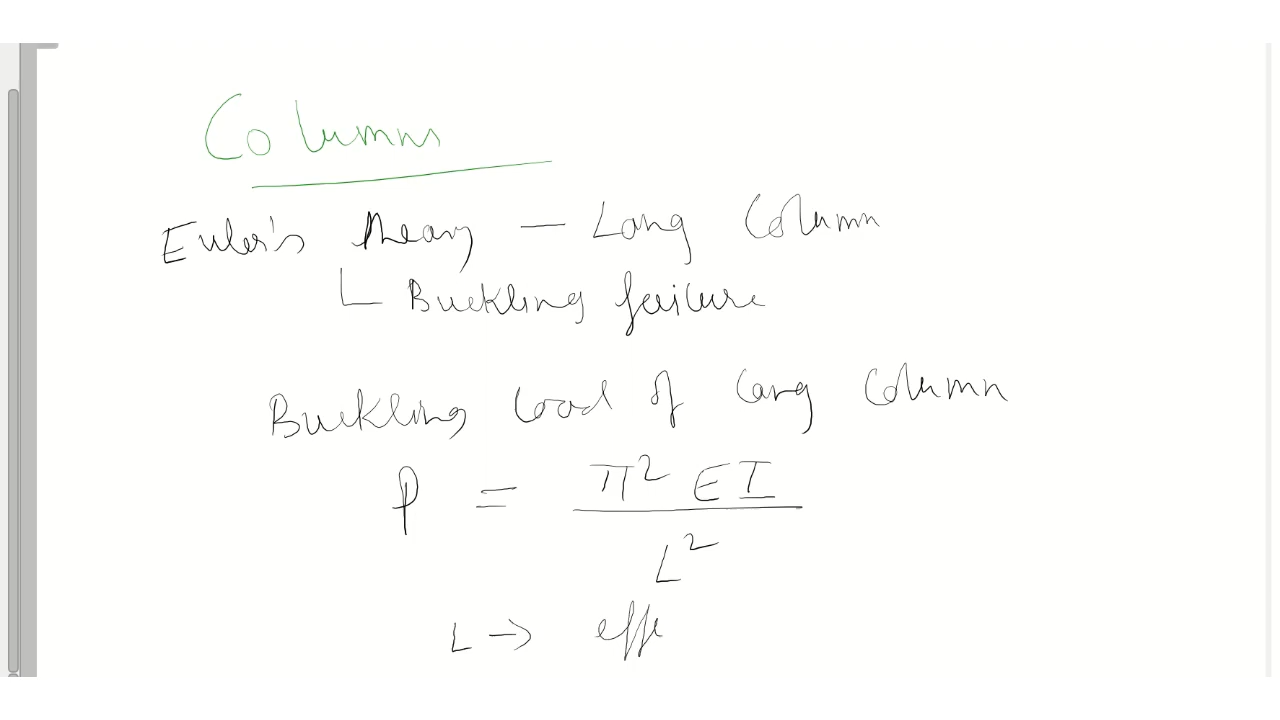 Columns
Euler's theory — Long Column
Buckling failure
Buckling load of long column
P = π² E I / L²
L → effe